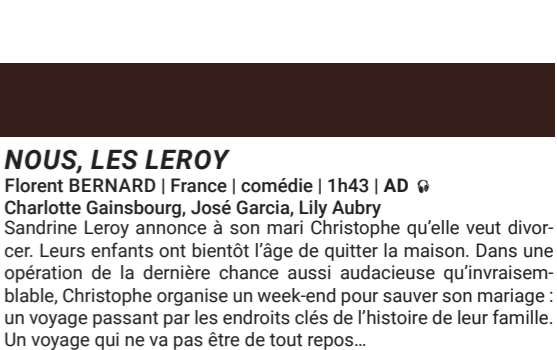 NOUS, LES LEROY
Florent BERNARD | France | comédie | 1h43 | AD
Charlotte Gainsbourg, José Garcia, Lily Aubry
Sandrine Leroy annonce à son mari Christophe qu’elle veut divor-
cer. Leurs enfants ont bientôt l’âge de quitter la maison. Dans une
opération de la dernière chance aussi audacieuse qu’invraisem-
blable, Christophe organise un week-end pour sauver son mariage :
un voyage passant par les endroits clés de l’histoire de leur famille.
Un voyage qui ne va pas être de tout repos…